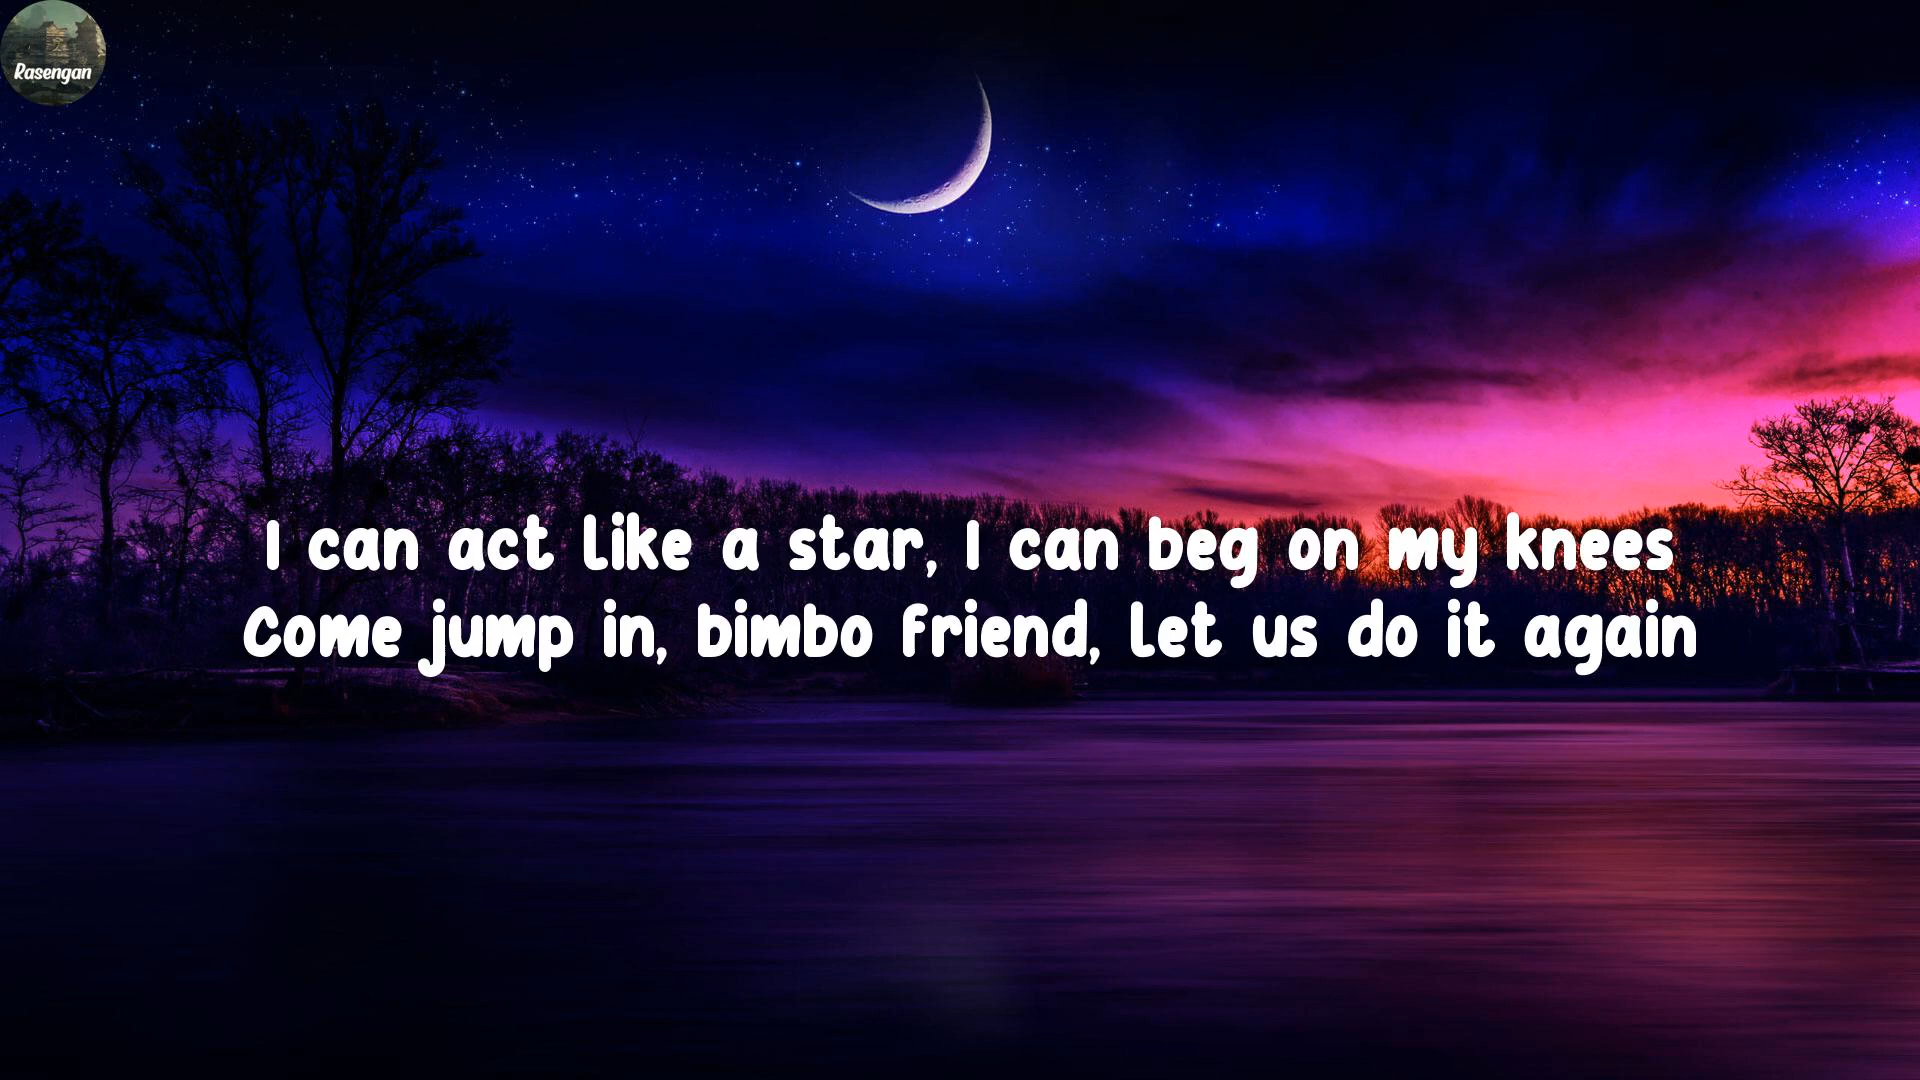 Rasengan
I can act like a star, I can beg on my knees
Come jump in, bimbo friend, let us do it again